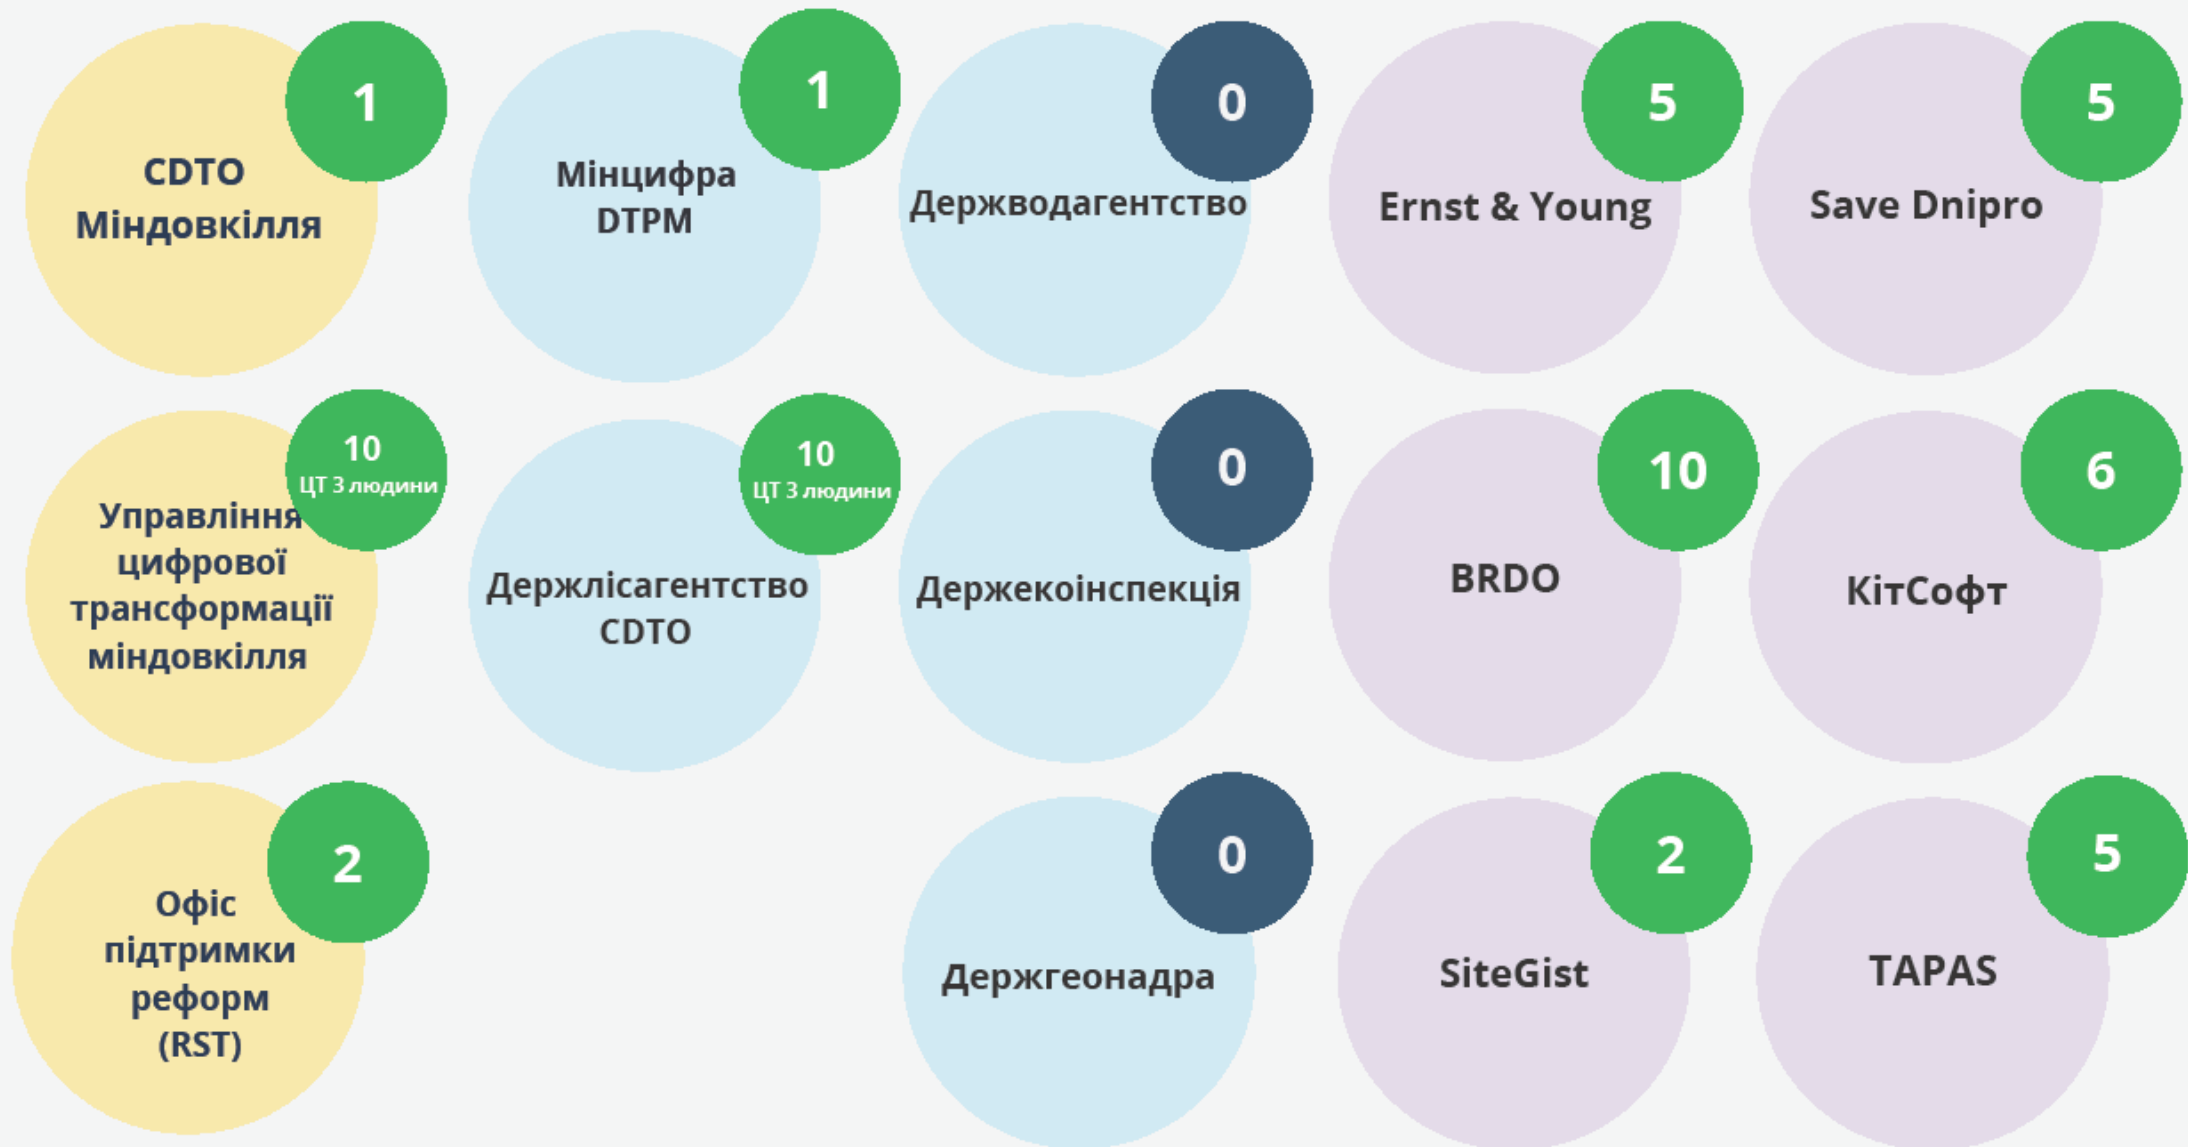 1
CDTO
Міндовкілля
1
Мінцифра
DTPM
0
Держводагентство
5
Ernst & Young
5
Save Dnipro
10
ЦТ 3 людини
Управління
цифрової
трансформації
міндовкілля
10
ЦТ 3 людини
Держлісагентство
CDTO
0
Держекоінспекція
10
BRDO
6
КітСофт
2
Офіс
підтримки
реформ
(RST)
0
Держгеонадра
2
SiteGist
5
TAPAS